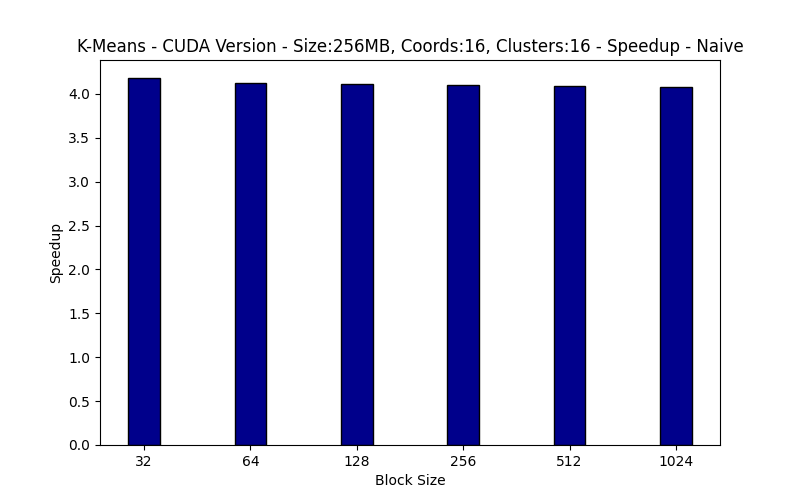 K-Means - CUDA Version - Size:256MB, Coords:16, Clusters:16 - Speedup - Naive
4.0
3.5
3.0
2.5
2.0
1.5
1.0
0.5
0.0
Speedup
32 64 128 256 512 1024
Block Size